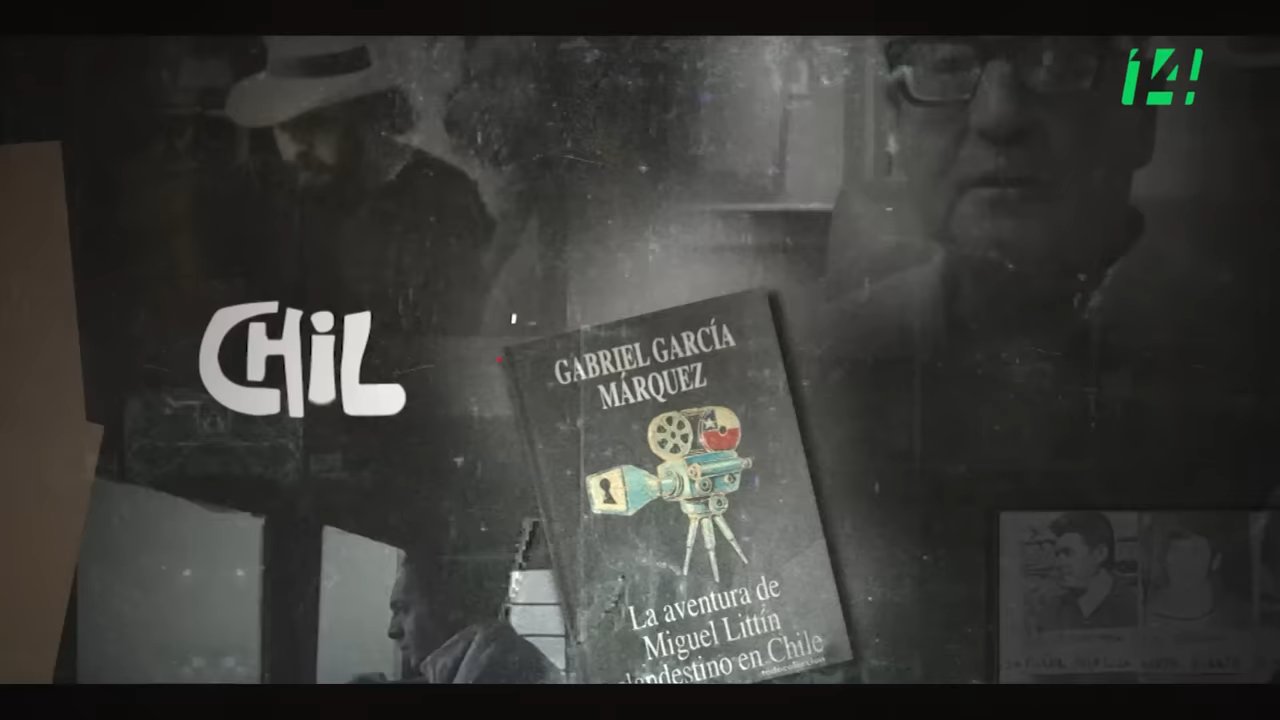 14!
CHiL
GABRIEL GARCÍA
MÁRQUEZ
La aventura de
Miguel Littín
clandestino en Chile